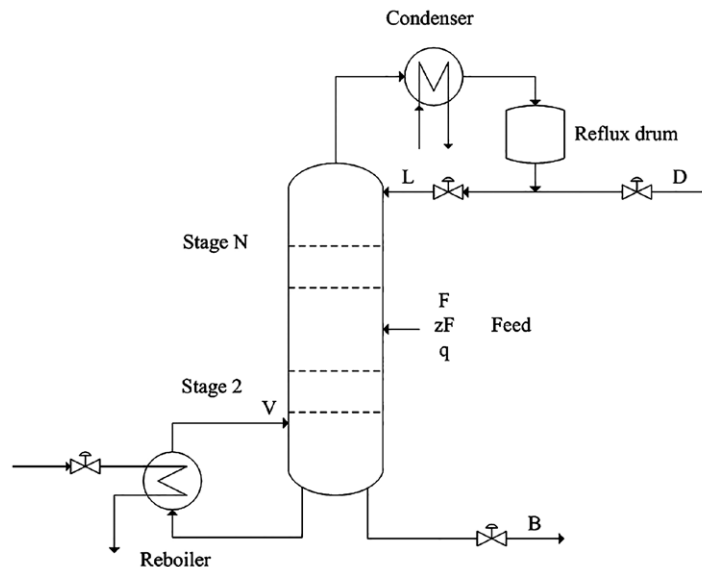 Condenser
Reflux drum
L
D
Stage N
F
zF Feed
q
Stage 2
V
B
Reboiler